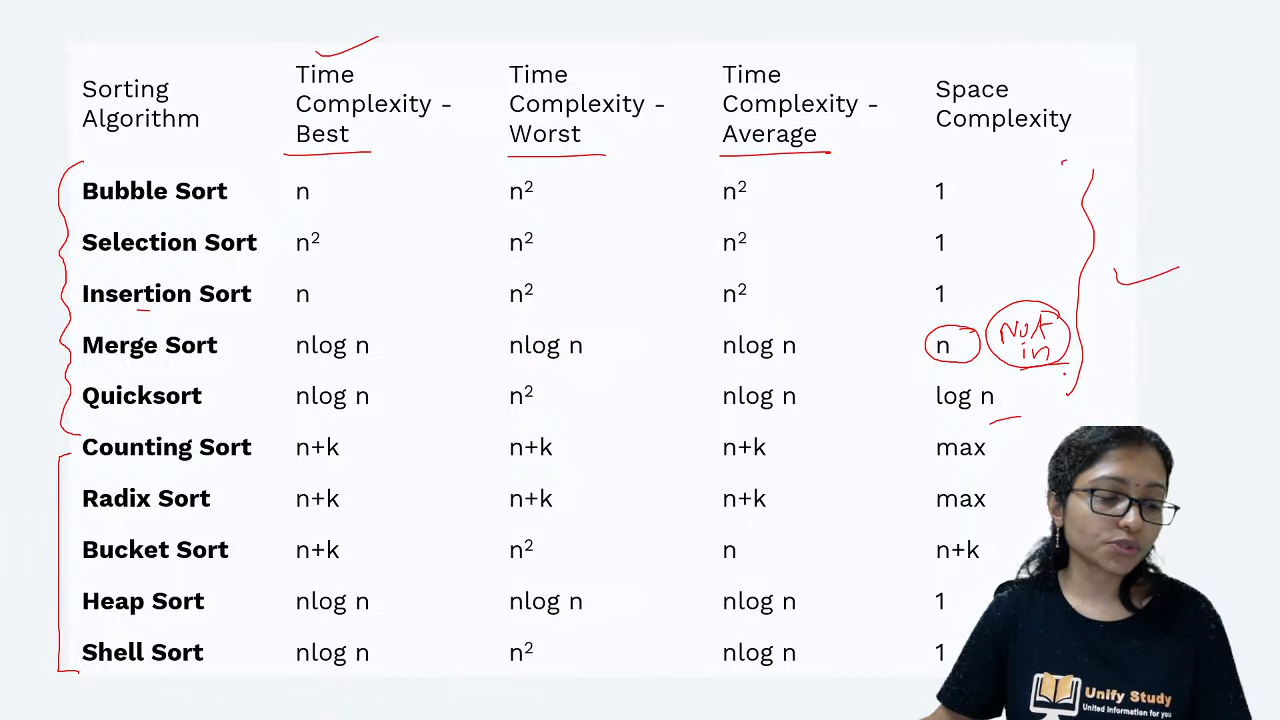 Sorting Algorithm
Time Complexity - Best
Time Complexity - Worst
Time Complexity - Average
Space Complexity
Bubble Sort n n² n² 1
Selection Sort n² n² n² 1
Insertion Sort n n² n² 1
Merge Sort nlog n nlog n nlog n n Not in
Quicksort nlog n n² nlog n log n
Counting Sort n+k n+k n+k max
Radix Sort n+k n+k n+k max
Bucket Sort n+k n² n n+k
Heap Sort nlog n nlog n nlog n 1
Shell Sort nlog n n² nlog n 1
Unify Study
United Information for you